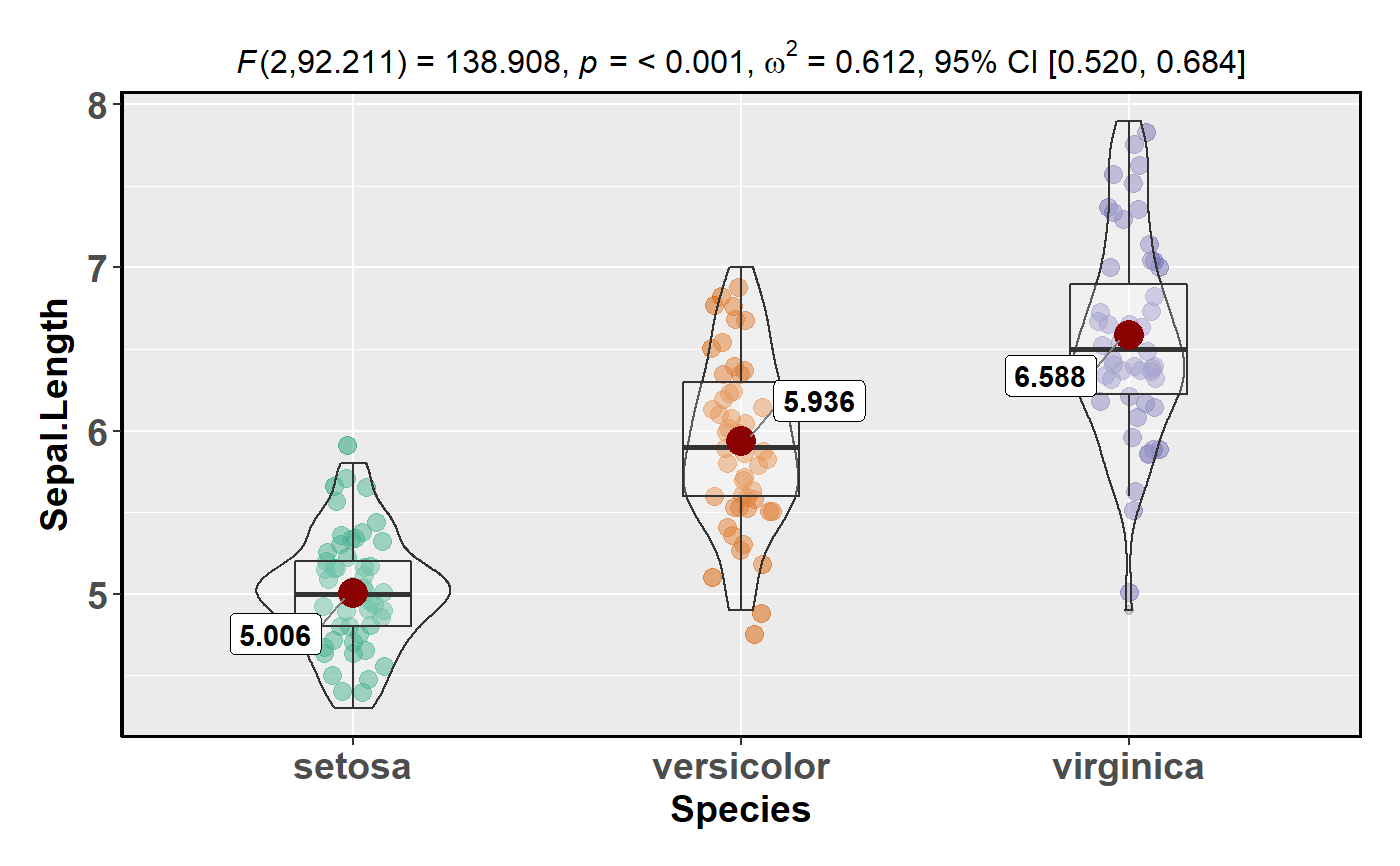 F(2,92.211) = 138.908, p = < 0.001, ω² = 0.612, 95% CI [0.520, 0.684]
8
7
6
5
Sepal.Length
5.006
5.936
6.588
setosa versicolor virginica
Species